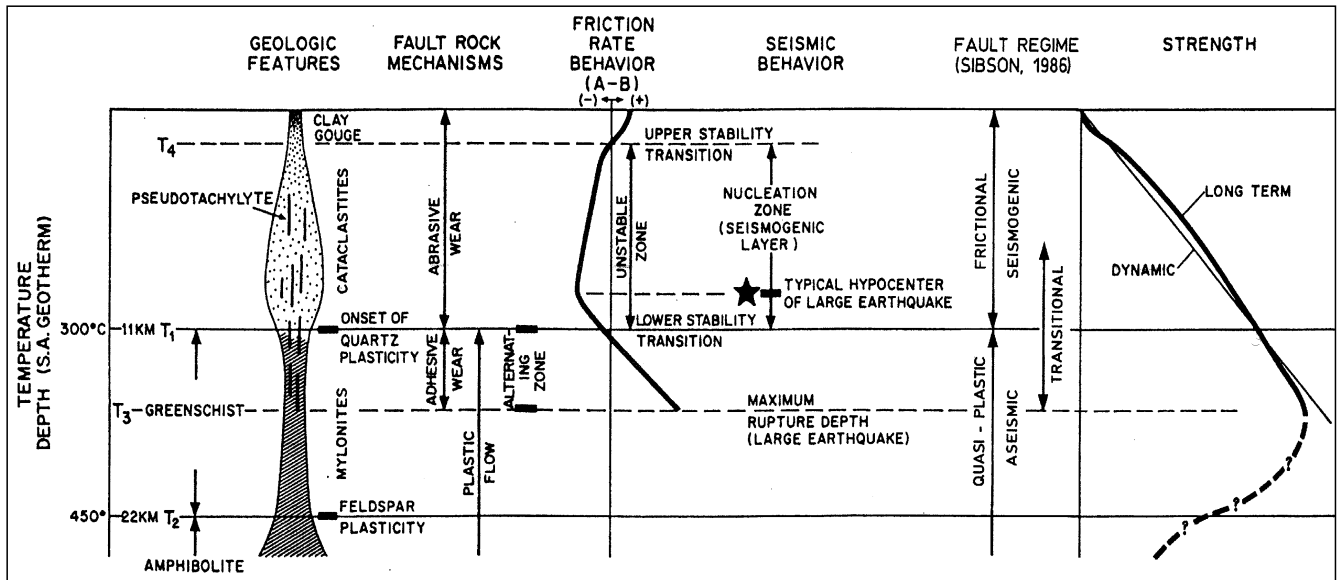 GEOLOGIC
FEATURES
FAULT ROCK
MECHANISMS
FRICTION
RATE
BEHAVIOR
(A-B)
(-) (+)
SEISMIC
BEHAVIOR
FAULT REGIME
(SIBSON, 1986)
STRENGTH
TEMPERATURE
DEPTH (S.A. GEOTHERM)
T4
PSEUDOTACHYLYTE
300°C
11KM T1
T3
GREENSCHIST
450°
22KM T2
AMPHIBOLITE
CLAY
GOUGE
CATACLASTITES
MYLONITES
ONSET OF
QUARTZ
PLASTICITY
FELDSPAR
PLASTICITY
ABRASIVE
WEAR
ADHESIVE
WEAR
PLASTIC
FLOW
ALTERNAT-
ING
ZONE
UPPER STABILITY
TRANSITION
UNSTABLE
ZONE
NUCLEATION
ZONE
(SEISMOGENIC
LAYER)
TYPICAL HYPOCENTER
OF LARGE EARTHQUAKE
LOWER STABILITY
TRANSITION
MAXIMUM
RUPTURE DEPTH
(LARGE EARTHQUAKE)
FRICTIONAL
SEISMOGENIC
TRANSITIONAL
QUASI-PLASTIC
ASEISMIC
LONG TERM
DYNAMIC
?
?
?